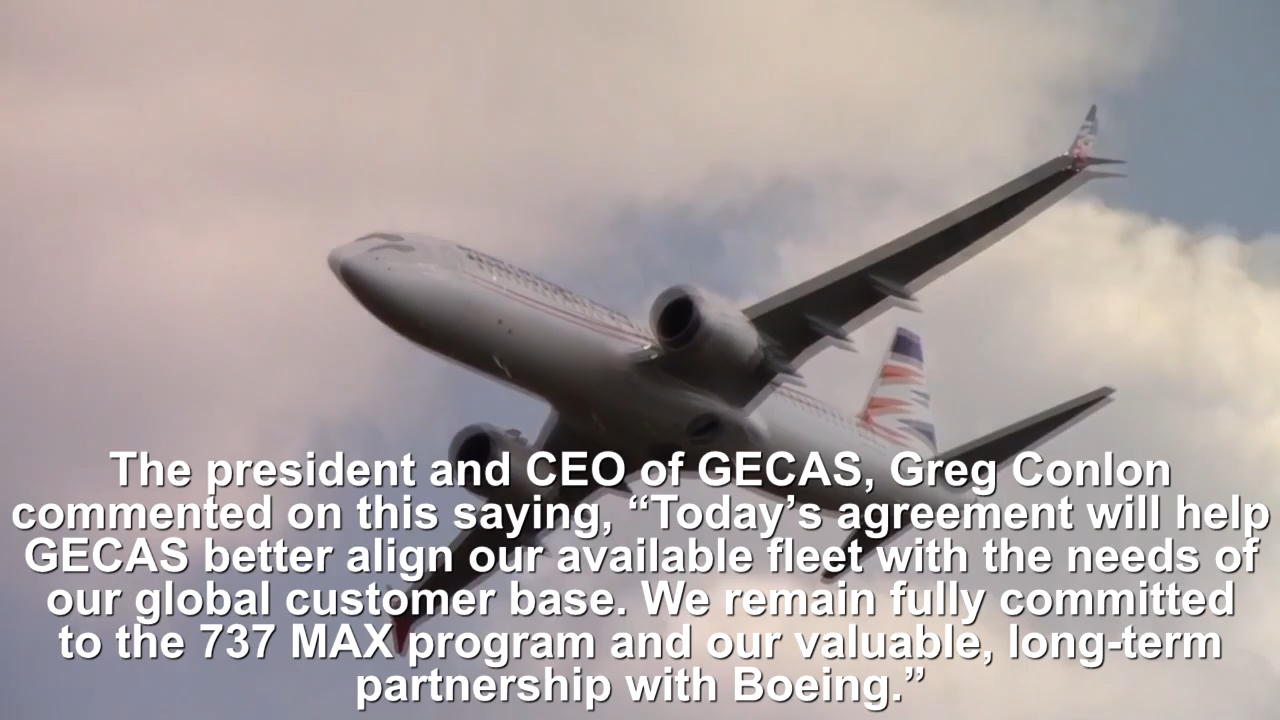 The president and CEO of GECAS, Greg Conlon
commented on this saying, “Today’s agreement will help
GECAS better align our available fleet with the needs of
our global customer base. We remain fully committed
to the 737 MAX program and our valuable, long-term
partnership with Boeing.”